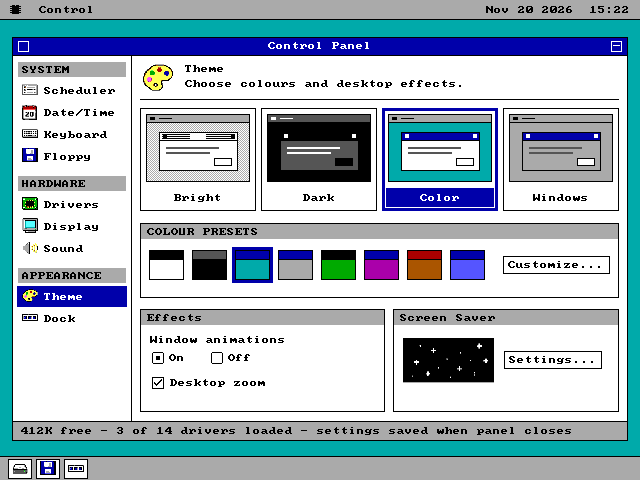 Control
Nov 20 2026 15:22
Control Panel
SYSTEM
Scheduler
20
Date/Time
Keyboard
Floppy
HARDWARE
Drivers
Display
Sound
APPEARANCE
Theme
Dock
Theme
Choose colours and desktop effects.
Bright
Dark
Color
Windows
COLOUR PRESETS
Customize...
Effects
Window animations
On
Off
Desktop zoom
Screen Saver
Settings...
412K free - 3 of 14 drivers loaded - settings saved when panel closes